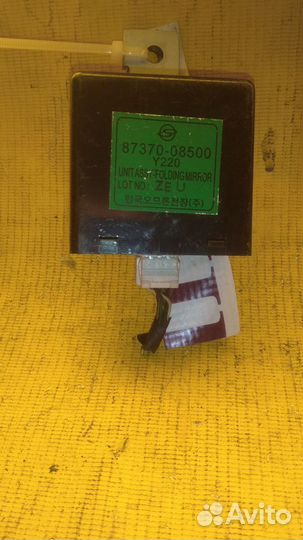 87370-08500
Y220
UNIT ASSY-FOLDING MIRROR
LOT NO: ZE U
한국오므론전장(주)
Avito